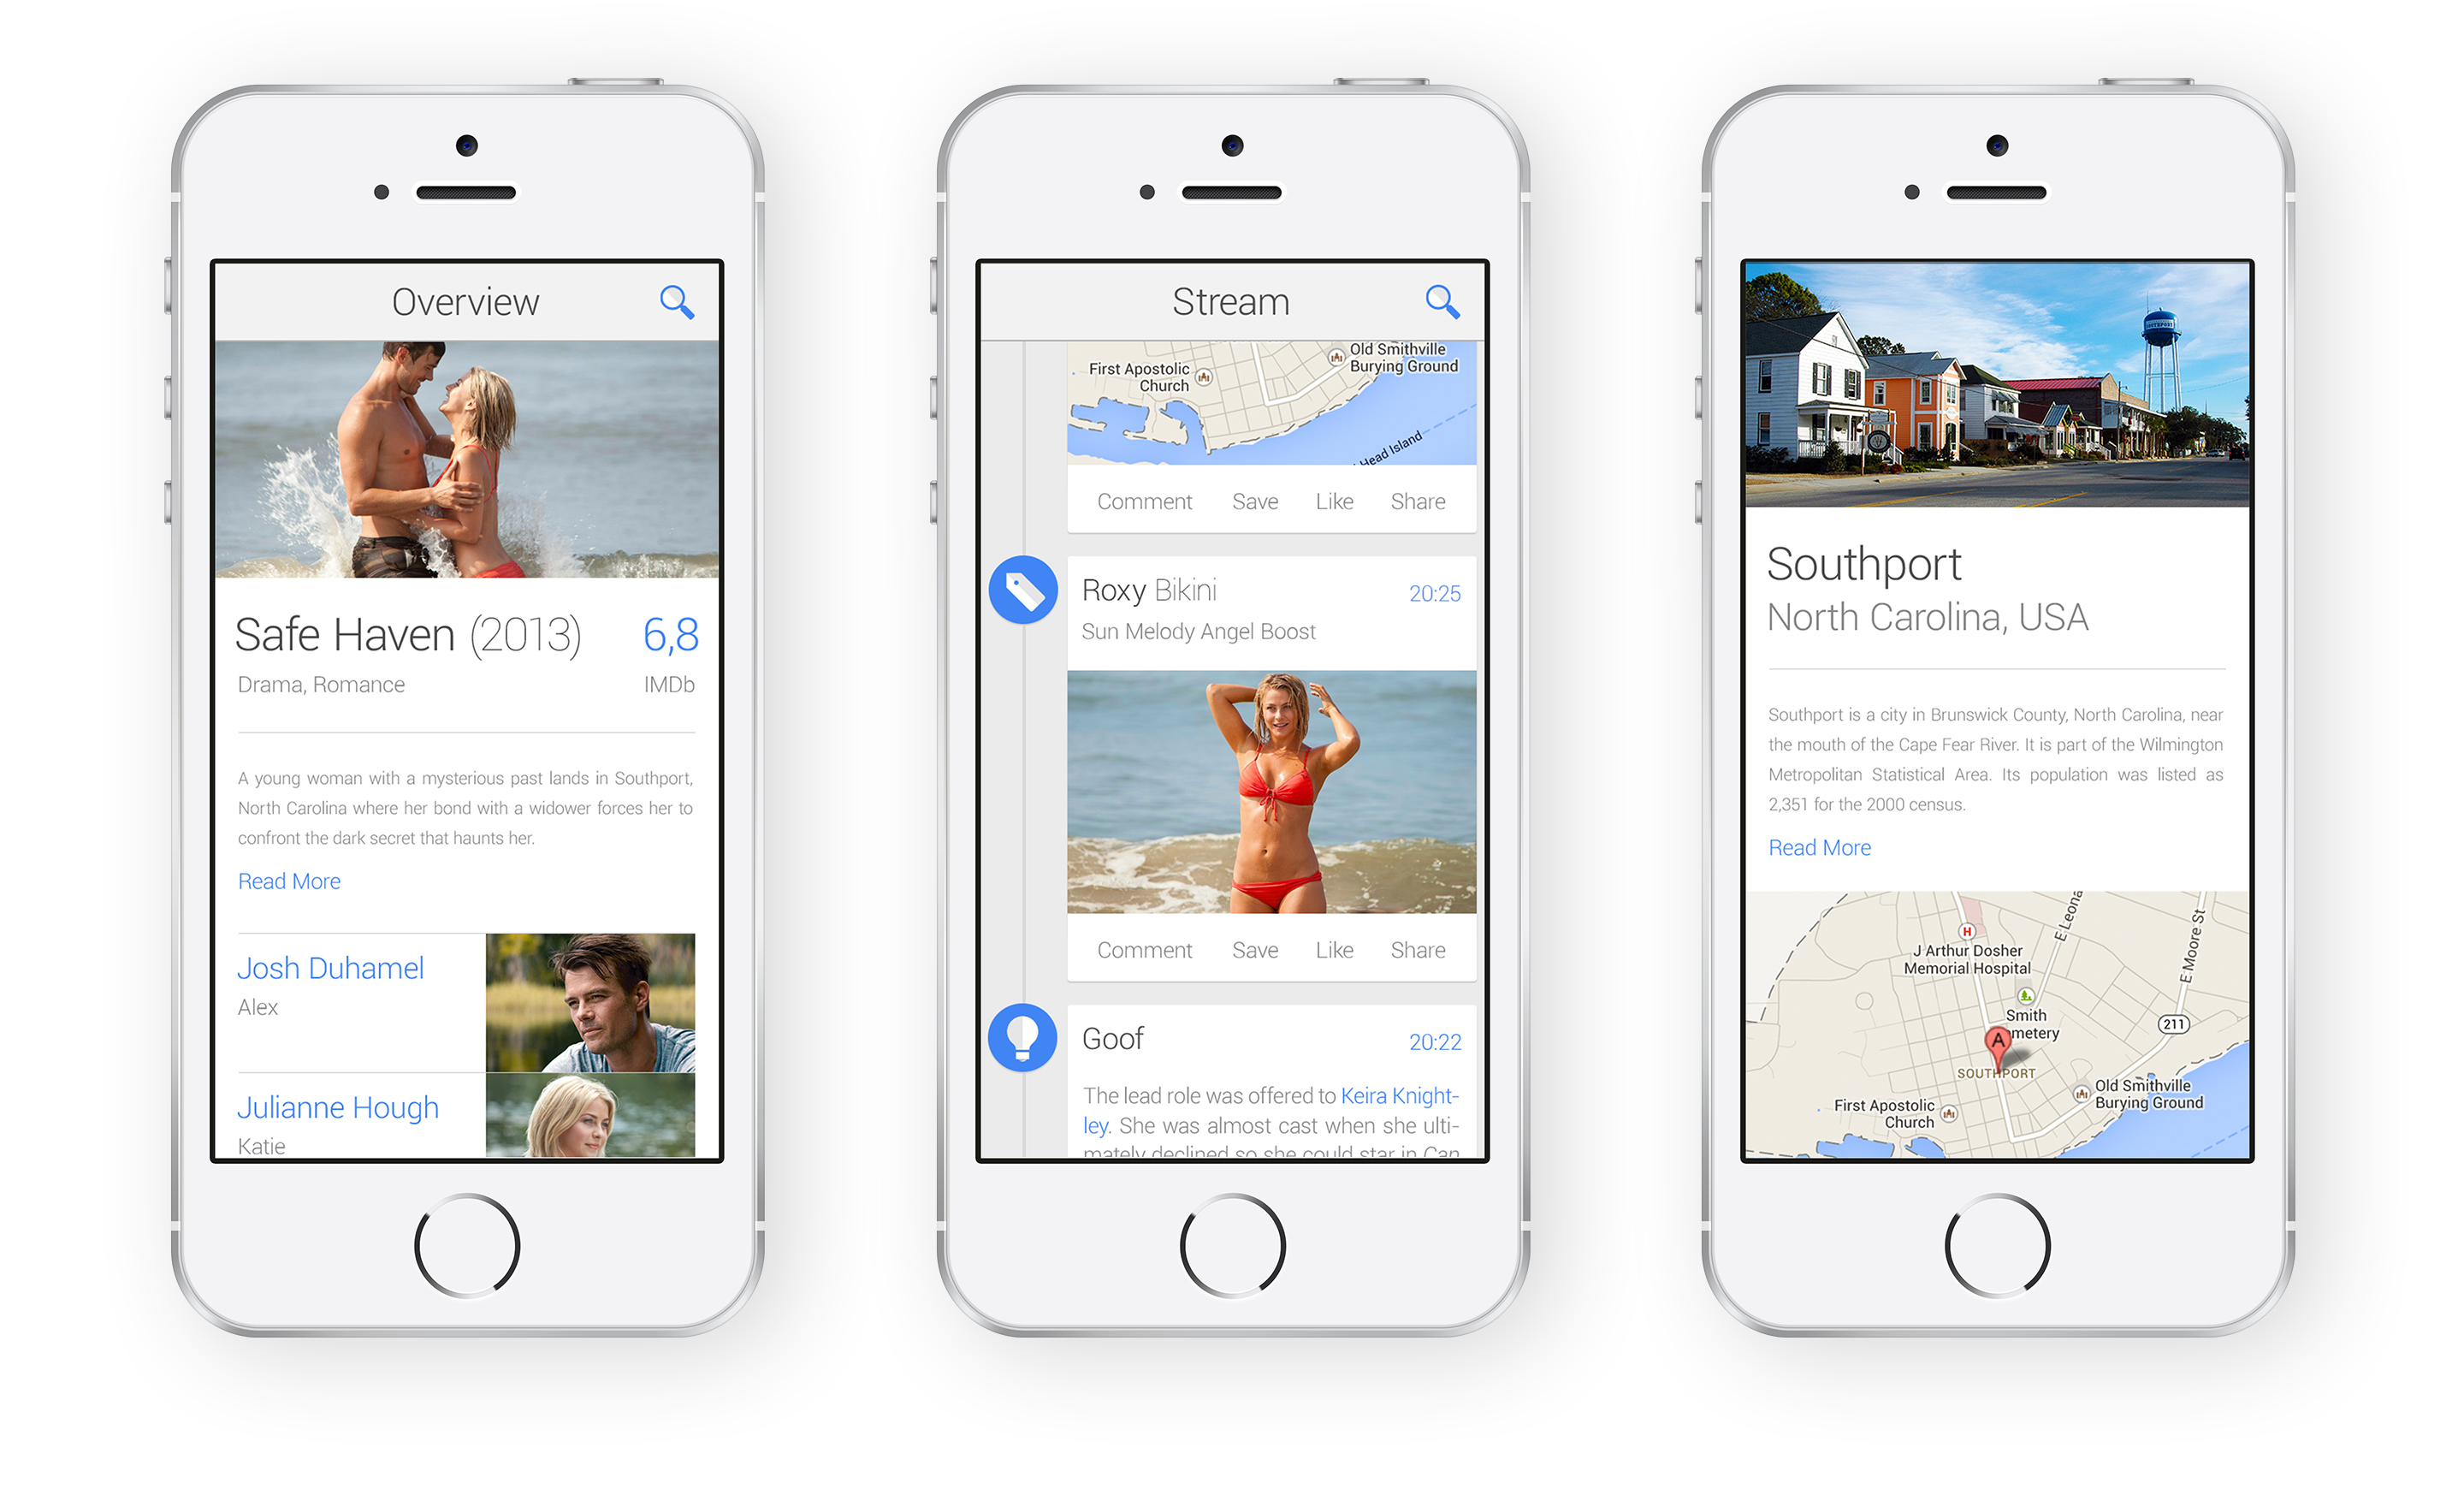 Overview
Safe Haven (2013)
6,8
Drama, Romance
IMDb
A young woman with a mysterious past lands in Southport,
North Carolina where her bond with a widower forces her to
confront the dark secret that haunts her.
Read More
Josh Duhamel
Alex
Julianne Hough
Katie
Stream
Old Smithville
Burying Ground
First Apostolic
Church
Head Island
Comment Save Like Share
Roxy Bikini
20:25
Sun Melody Angel Boost
Comment Save Like Share
Goof
20:22
The lead role was offered to Keira Knight-
ley. She was almost cast when she ulti-
mately declined so she could star in Can
SOUTHPORT
Southport
North Carolina, USA
Southport is a city in Brunswick County, North Carolina, near
the mouth of the Cape Fear River. It is part of the Wilmington
Metropolitan Statistical Area. Its population was listed as
2,351 for the 2000 census.
Read More
E Leona
E Moore St
H
J Arthur Dosher
Memorial Hospital
Smith
metery
211
A
SOUTHPORT
Old Smithville
Burying Ground
First Apostolic
Church